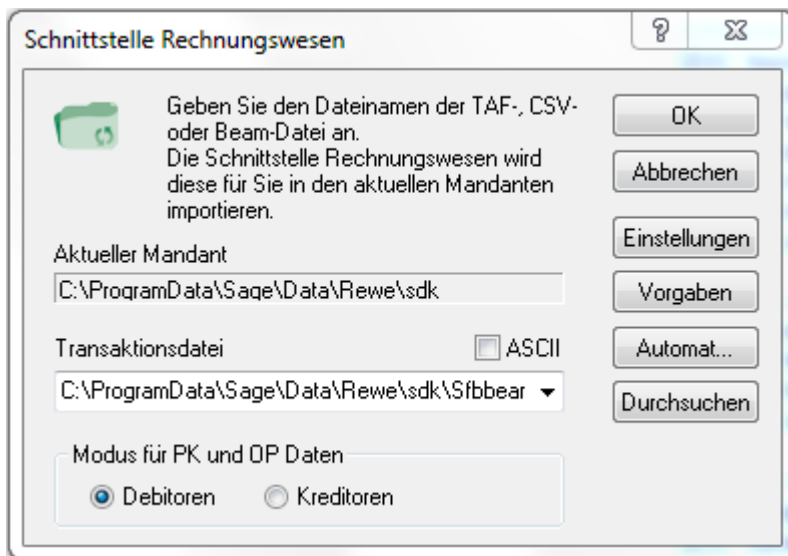 Schnittstelle Rechnungswesen
Geben Sie den Dateinamen der TAF-, CSV-
oder Beam-Datei an.
Die Schnittstelle Rechnungswesen wird
diese für Sie in den aktuellen Mandanten
importieren.
OK
Abbrechen
Einstellungen
Aktueller Mandant
C:\ProgramData\Sage\Data\Rewe\sdk
Vorgaben
Transaktionsdatei
ASCII
Automat...
C:\ProgramData\Sage\Data\Rewe\sdk\Sfbbear
Durchsuchen
Modus für PK und OP Daten
Debitoren
Kreditoren